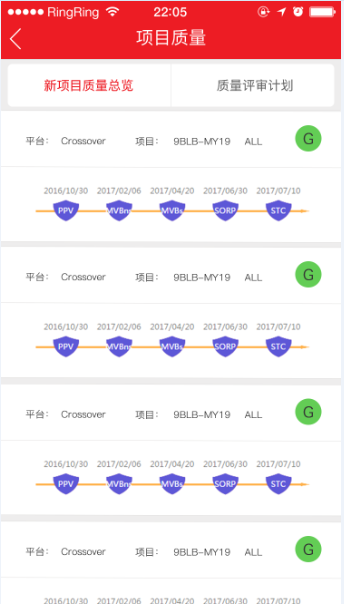 RingRing 22:05
项目质量
新项目质量总览 质量评审计划
平台: Crossover 项目: 9BLB-MY19 ALL G
2016/10/30 2017/02/06 2017/04/20 2017/06/30 2017/07/10
PPV MVBns MVBs SORP STC
平台: Crossover 项目: 9BLB-MY19 ALL G
2016/10/30 2017/02/06 2017/04/20 2017/06/30 2017/07/10
PPV MVBns MVBs SORP STC
平台: Crossover 项目: 9BLB-MY19 ALL G
2016/10/30 2017/02/06 2017/04/20 2017/06/30 2017/07/10
PPV MVBns MVBs SORP STC
平台: Crossover 项目: 9BLB-MY19 ALL G
2016/10/30 2017/02/06 2017/04/20 2017/06/30 2017/07/10